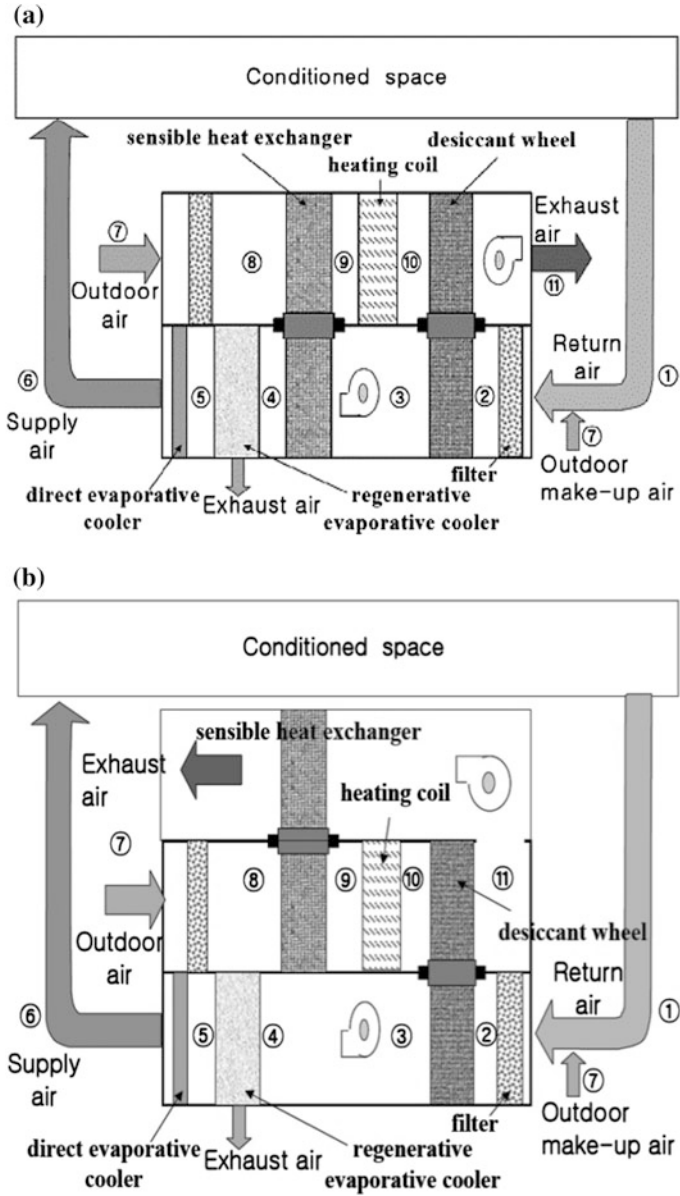 (a)
Conditioned space
sensible heat exchanger
desiccant wheel
heating coil
Exhaust
air
⑦
⑧
⑨
⑩
⑪
Outdoor
air
Return
air
①
⑥
⑤
④
③
②
⑦
Supply
air
filter
Outdoor
make-up air
direct evaporative
cooler
Exhaust air
regenerative
evaporative cooler
(b)
Conditioned space
sensible heat exchanger
Exhaust
air
heating coil
⑦
⑧
⑨
⑩
⑪
Outdoor
air
desiccant wheel
Return
air
①
⑥
⑤
④
③
②
⑦
Supply
air
filter
Outdoor
make-up air
direct evaporative
cooler
Exhaust air
regenerative
evaporative cooler